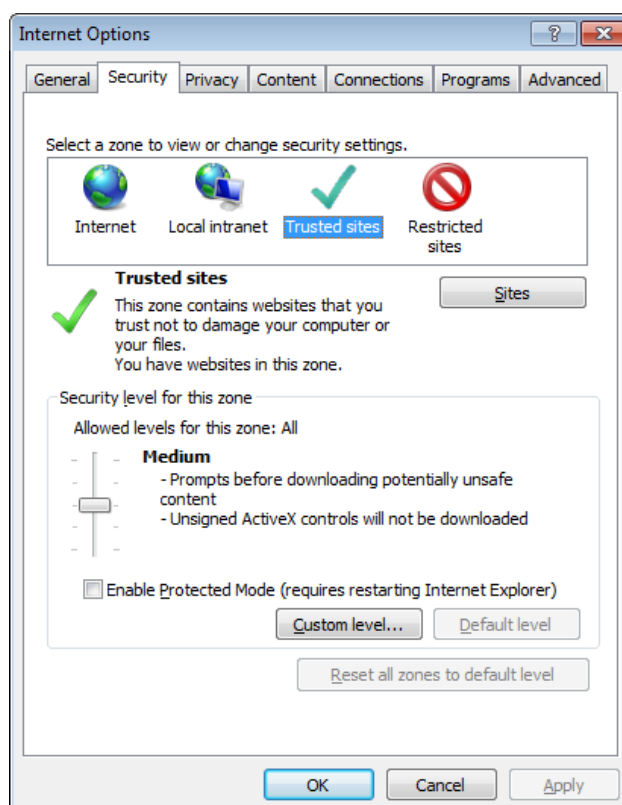 Internet Options
General Security Privacy Content Connections Programs Advanced
Select a zone to view or change security settings.
Internet Local intranet Trusted sites Restricted
sites
Trusted sites
Sites
This zone contains websites that you
trust not to damage your computer or
your files.
You have websites in this zone.
Security level for this zone
Allowed levels for this zone: All
Medium
- Prompts before downloading potentially unsafe
content
- Unsigned ActiveX controls will not be downloaded
Enable Protected Mode (requires restarting Internet Explorer)
Custom level... Default level
Reset all zones to default level
OK Cancel Apply